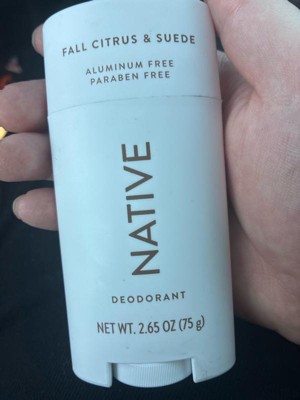 FALL CITRUS & SUEDE
ALUMINUM FREE
PARABEN FREE
NATIVE
DEODORANT
NET WT. 2.65 OZ (75 g)